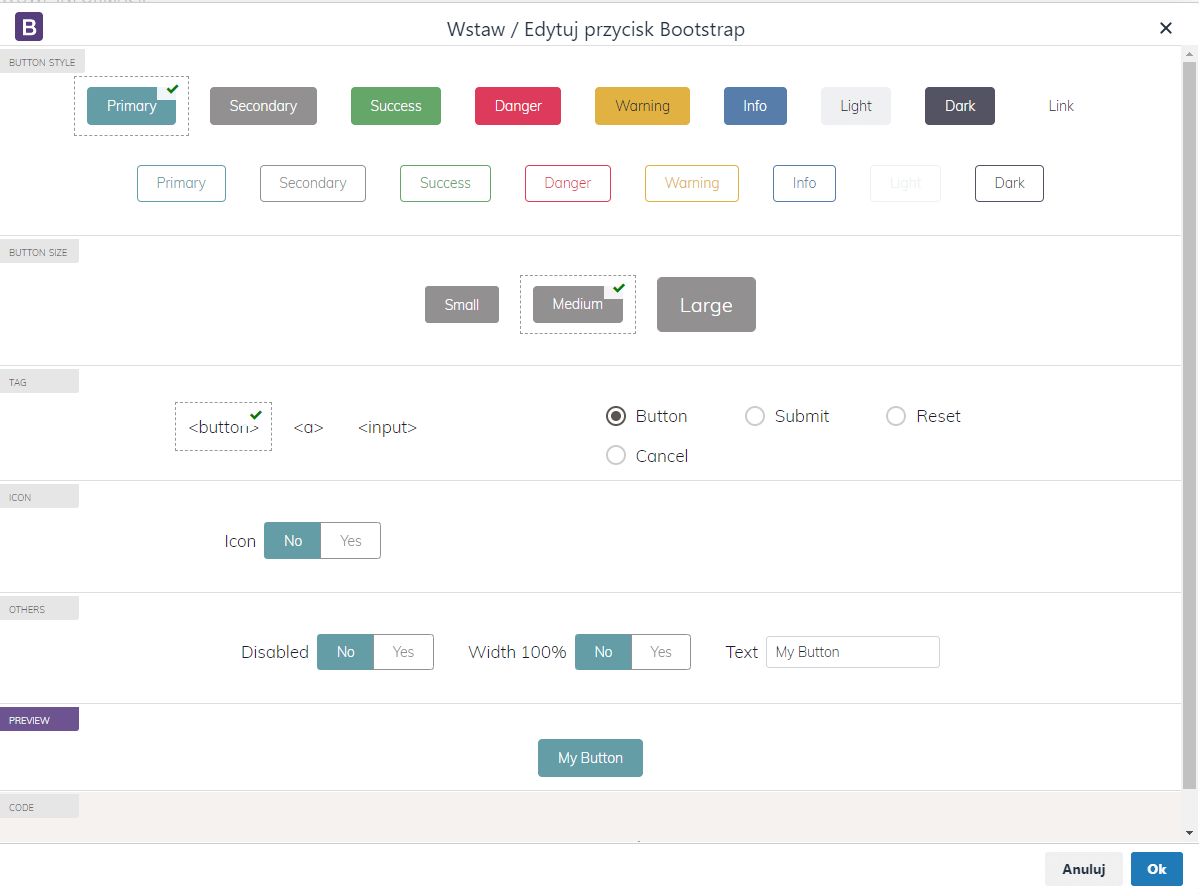 B Wstaw / Edytuj przycisk Bootstrap
BUTTON STYLE
Primary Secondary Success Danger Warning Info Light Dark Link
Primary Secondary Success Danger Warning Info Light Dark
BUTTON SIZE
Small Medium Large
TAG
<button> <a> <input> Button Submit Reset
Cancel
ICON
Icon No Yes
OTHERS
Disabled No Yes Width 100% No Yes Text My Button
PREVIEW
My Button
CODE
Anuluj Ok